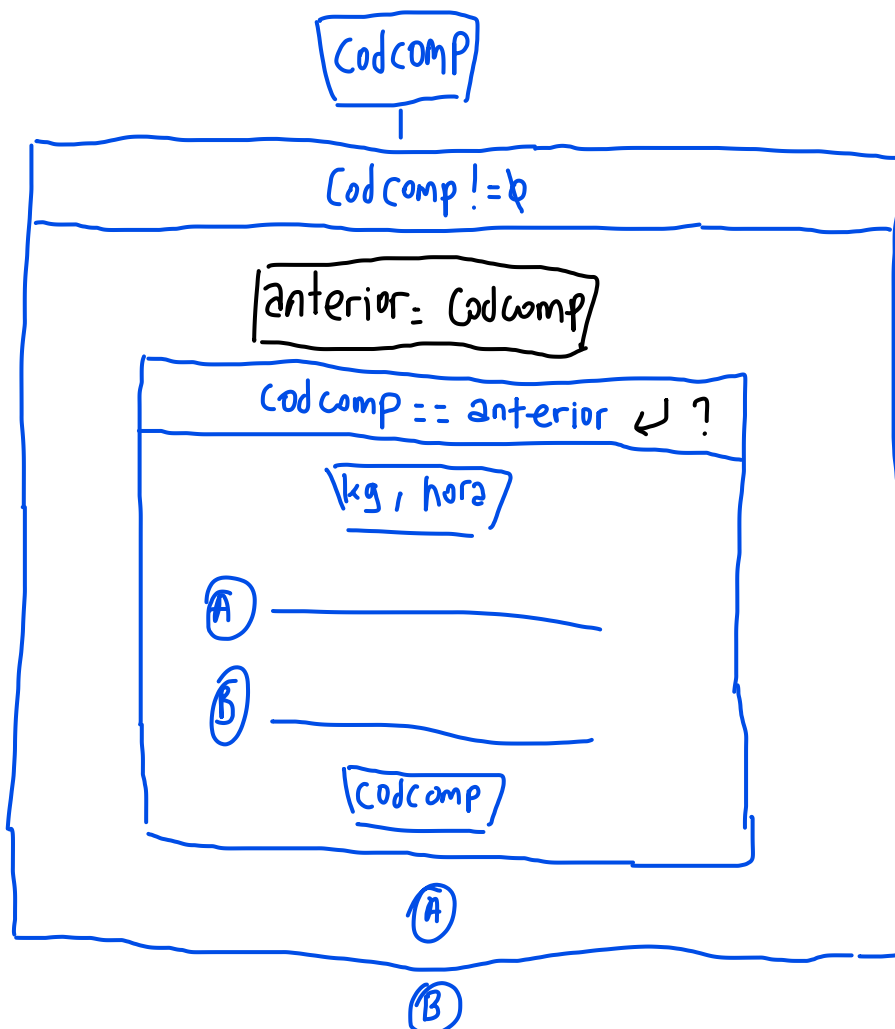 Codcomp
Codcomp != 0
anterior = Codcomp
Codcomp == anterior ?
kg, hora
A
B
Codcomp
A
B